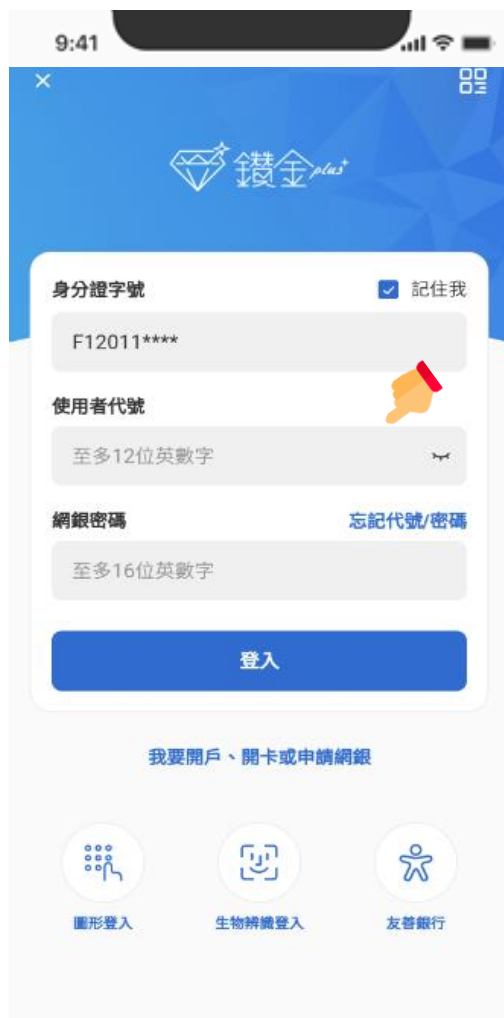 9:41
鑽金plus+
身分證字號
記住我
F12011****
使用者代號
至多12位英數字
網銀密碼
忘記代號/密碼
至多16位英數字
登入
我要開戶、開卡或申請網銀
圖形登入
生物辨識登入
友善銀行